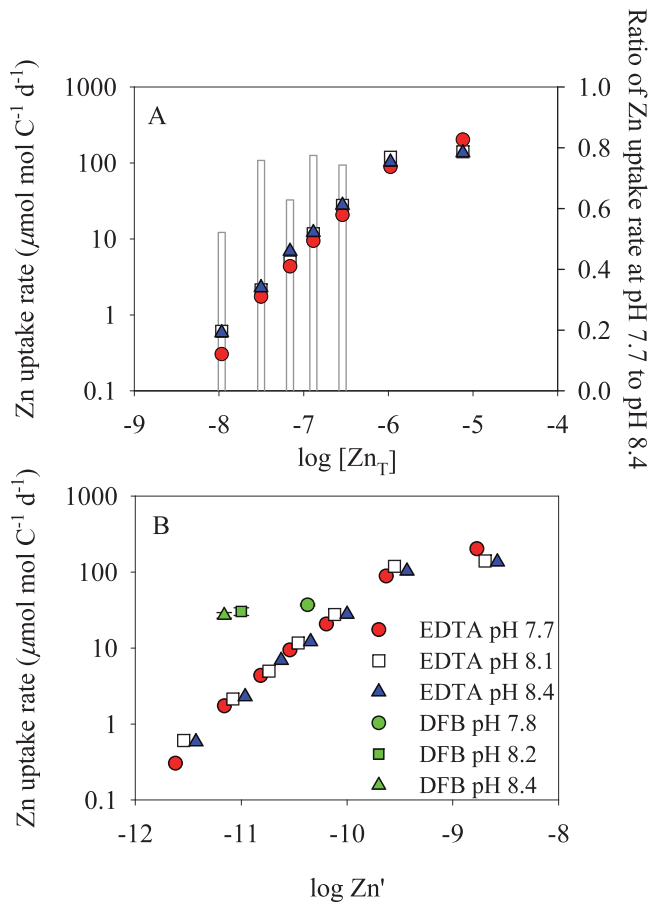 A
Zn uptake rate (μmol mol C⁻¹ d⁻¹)
1000
100
10
1
0.1
1.0
0.8
0.6
0.4
0.2
0.0
Ratio of Zn uptake rate at pH 7.7 to pH 8.4
-9 -8 -7 -6 -5 -4
log [Zn_T]
B
Zn uptake rate (μmol mol C⁻¹ d⁻¹)
1000
100
10
1
0.1
EDTA pH 7.7
EDTA pH 8.1
EDTA pH 8.4
DFB pH 7.8
DFB pH 8.2
DFB pH 8.4
-12 -11 -10 -9 -8
log Zn'